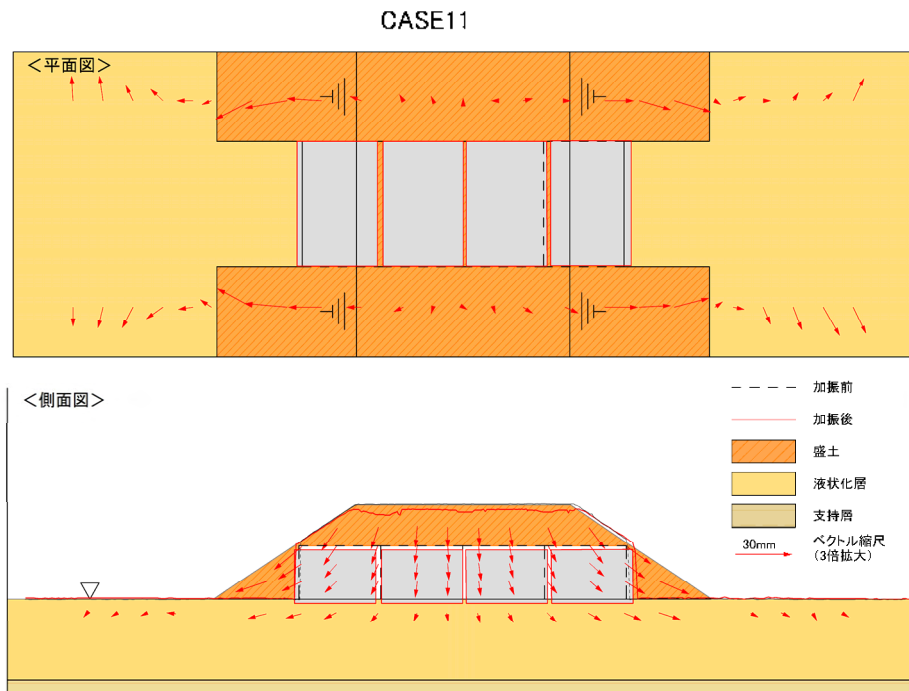 CASE11
＜平面図＞
＜側面図＞
加振前
加振後
盛土
液状化層
支持層
30mm ベクトル縮尺
（3倍拡大）